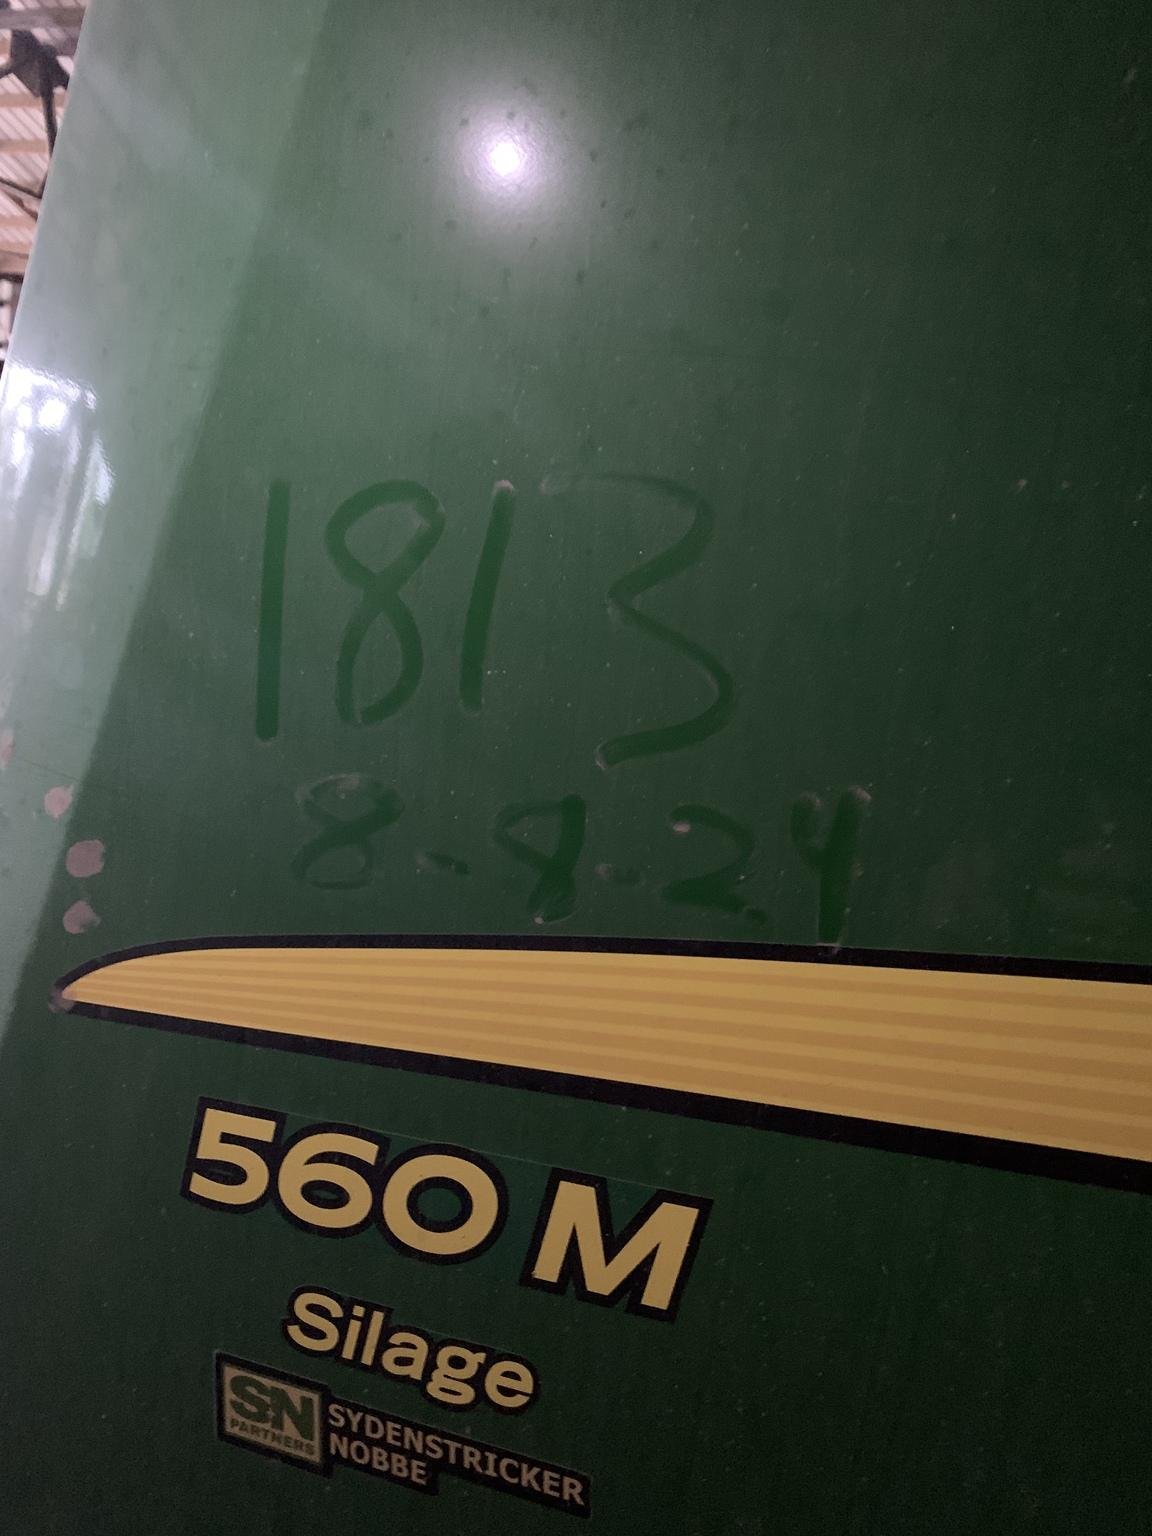 1813
8-8-24
560 M
Silage
SN
PARTNERS
SYDENSTRICKER
NOBBE